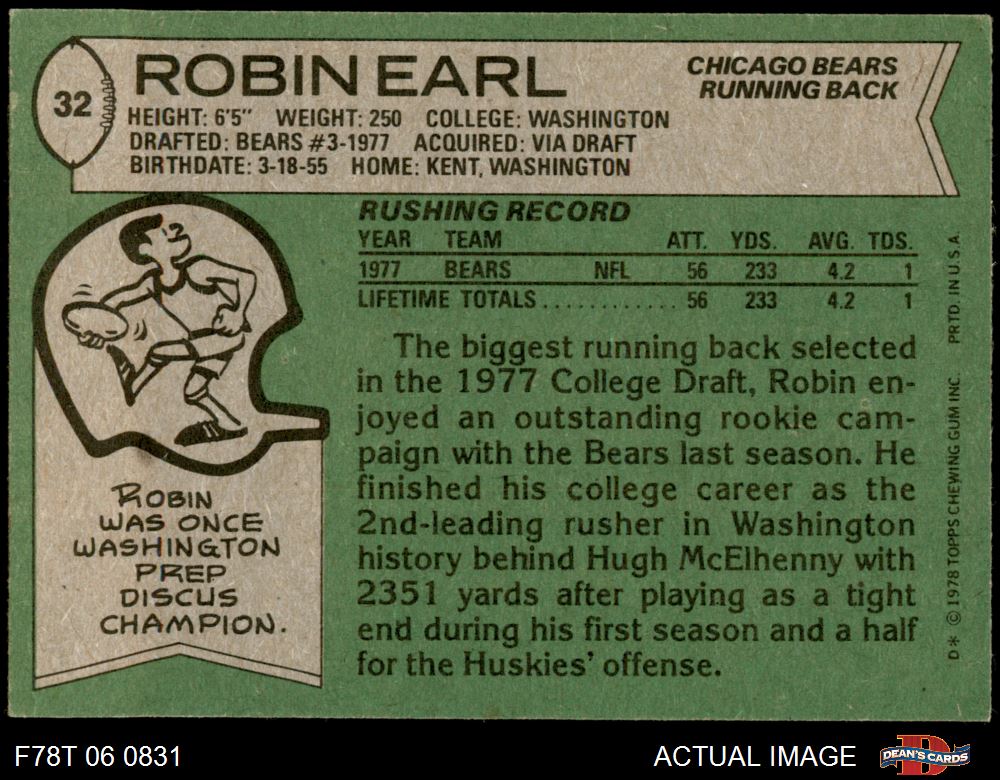 32
ROBIN EARL
CHICAGO BEARS
RUNNING BACK
HEIGHT: 6'5" WEIGHT: 250 COLLEGE: WASHINGTON
DRAFTED: BEARS #3-1977 ACQUIRED: VIA DRAFT
BIRTHDATE: 3-18-55 HOME: KENT, WASHINGTON
RUSHING RECORD
YEAR TEAM ATT. YDS. AVG. TDS.
1977 BEARS NFL 56 233 4.2 1
LIFETIME TOTALS............ 56 233 4.2 1
The biggest running back selected
in the 1977 College Draft, Robin en-
joyed an outstanding rookie cam-
paign with the Bears last season. He
finished his college career as the
2nd-leading rusher in Washington
history behind Hugh McElhenny with
2351 yards after playing as a tight
end during his first season and a half
for the Huskies' offense.
ROBIN
WAS ONCE
WASHINGTON
PREP
DISCUS
CHAMPION.
D* © 1978 TOPPS CHEWING GUM INC. PRTD. IN U.S.A.
F78T 06 0831
ACTUAL IMAGE
DEAN'S CARDS